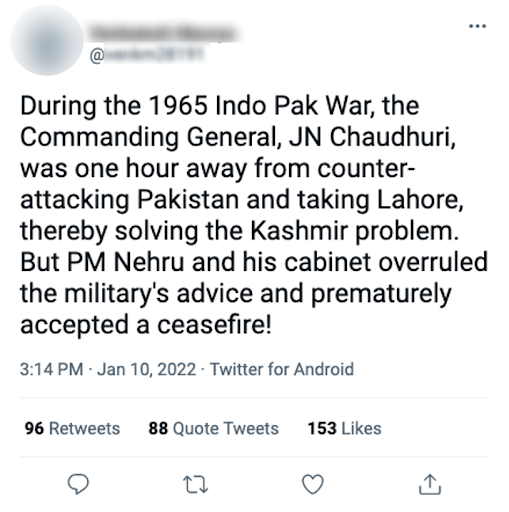 @
During the 1965 Indo Pak War, the
Commanding General, JN Chaudhuri,
was one hour away from counter-
attacking Pakistan and taking Lahore,
thereby solving the Kashmir problem.
But PM Nehru and his cabinet overruled
the military's advice and prematurely
accepted a ceasefire!
3:14 PM · Jan 10, 2022 · Twitter for Android
96 Retweets 88 Quote Tweets 153 Likes